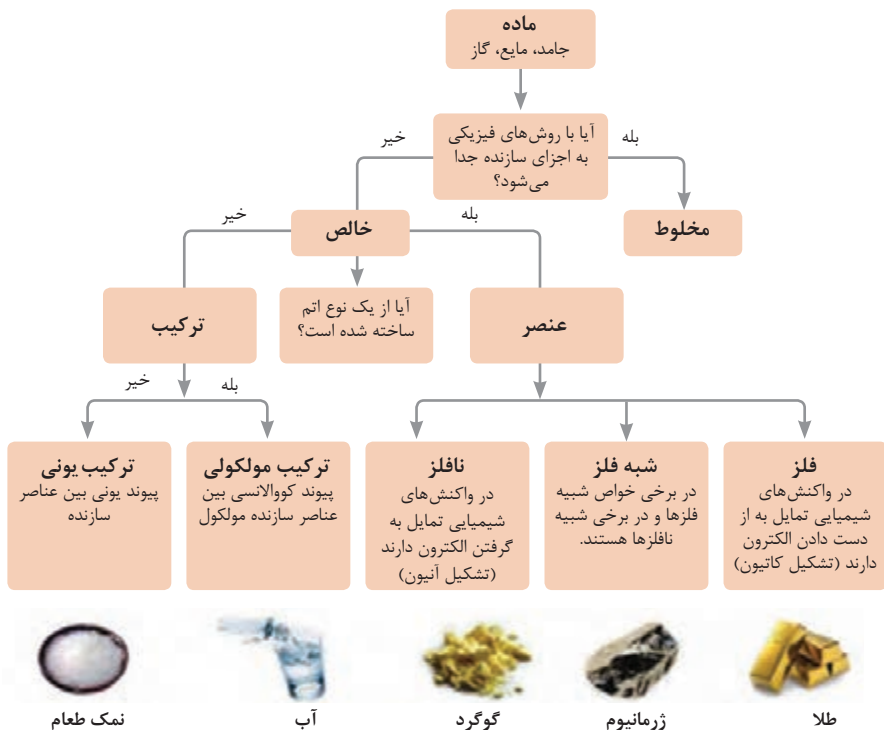 ماده
جامد، مایع، گاز
آیا با روش‌های فیزیکی
به اجزای سازنده جدا
می‌شود؟
بله
خیر
مخلوط
خالص
بله
خیر
آیا از یک نوع اتم
ساخته شده است؟
عنصر
ترکیب
بله
خیر
فلز
در واکنش‌های
شیمیایی تمایل به از
دست دادن الکترون
دارند (تشکیل کاتیون)
شبه فلز
در برخی خواص شبیه
فلزها و در برخی شبیه
نافلزها هستند.
نافلز
در واکنش‌های
شیمیایی تمایل به
گرفتن الکترون دارند
(تشکیل آنیون)
ترکیب مولکولی
پیوند کووالانسی بین
عناصر سازنده مولکول
ترکیب یونی
پیوند یونی بین عناصر
سازنده
طلا
ژرمانیوم
گوگرد
آب
نمک طعام